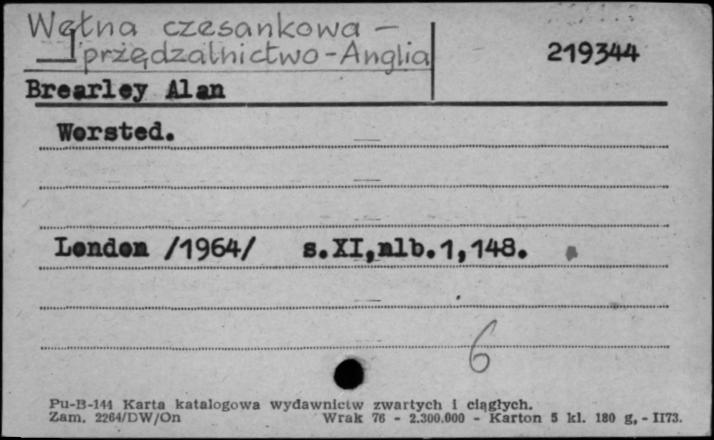 Wełna czesankowa –
przędzalnictwo - Anglia
219344
Brearley Alan
Worsted.
London /1964/ s.XI,nlb.1,148.
6
Pu-B-144 Karta katalogowa wydawnictw zwartych i ciągłych.
Zam. 2264/DW/On Wrak 76 - 2.300.000 - Karton 5 kl. 180 g, - II73.